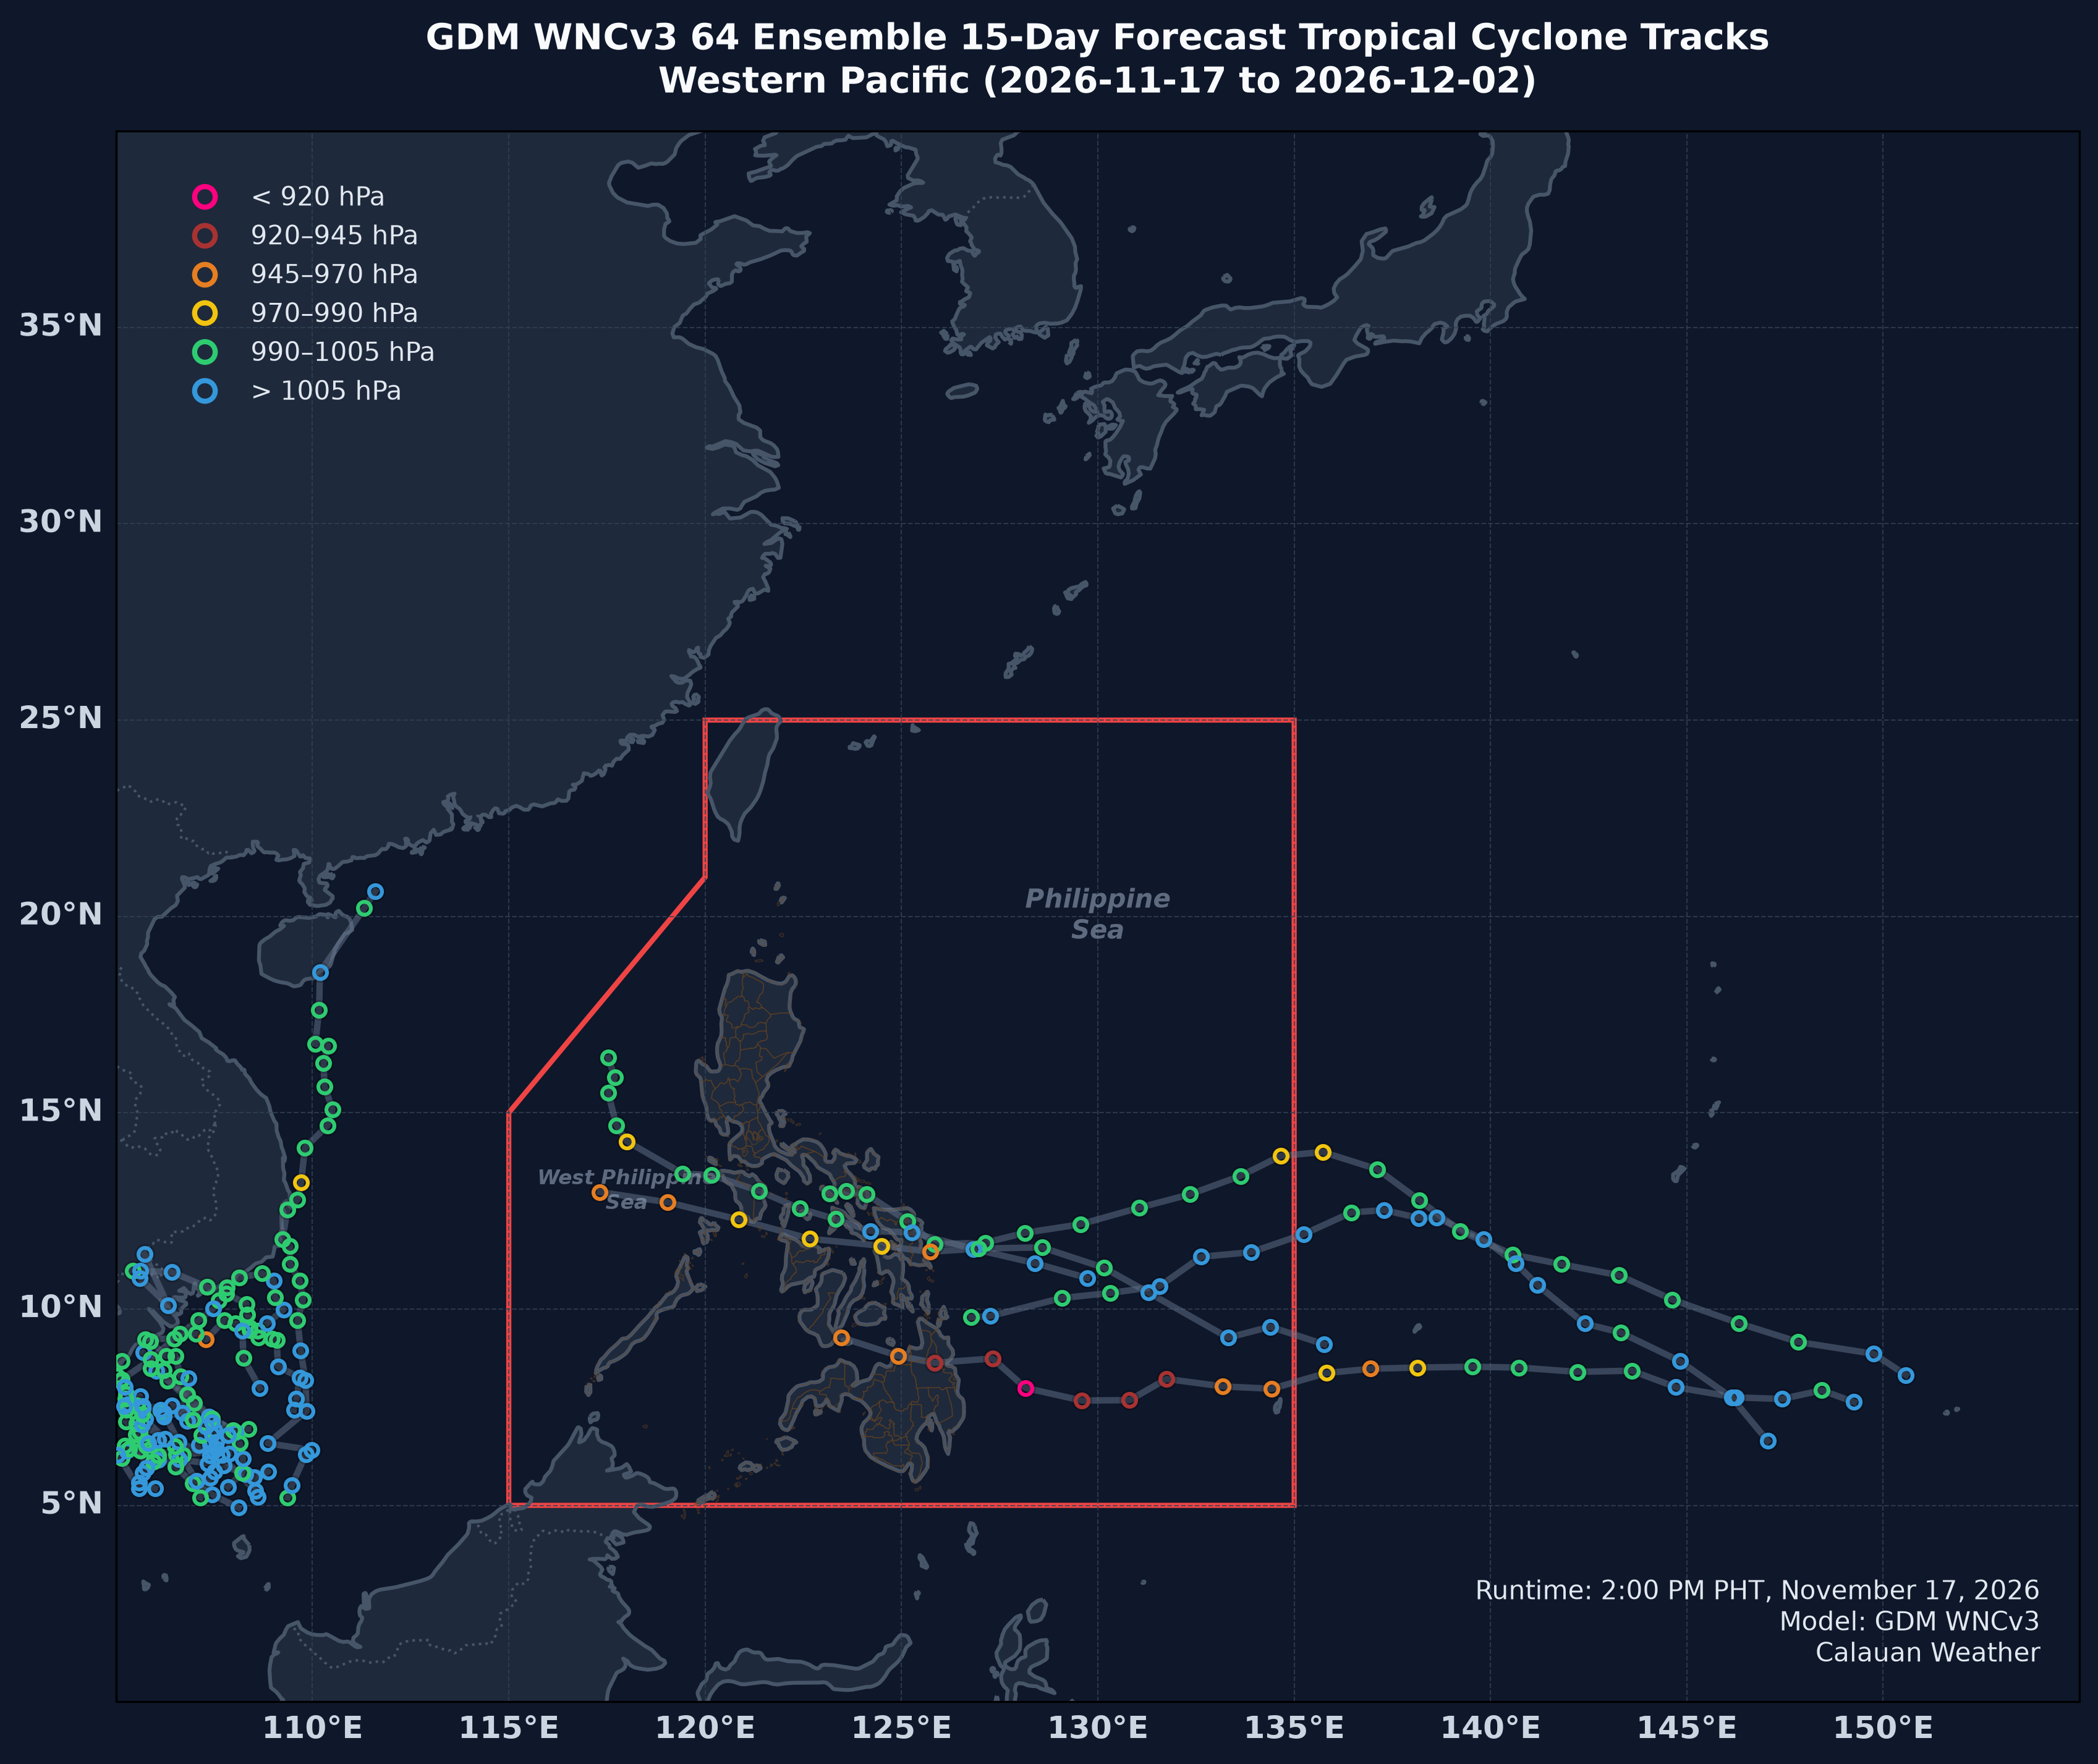 GDM WNCv3 64 Ensemble 15-Day Forecast Tropical Cyclone Tracks
Western Pacific (2026-11-17 to 2026-12-02)
< 920 hPa
920–945 hPa
945–970 hPa
970–990 hPa
990–1005 hPa
> 1005 hPa
35°N
30°N
25°N
20°N
15°N
10°N
5°N
Philippine
Sea
West Philippine
Sea
Runtime: 2:00 PM PHT, November 17, 2026
Model: GDM WNCv3
Calauan Weather
110°E
115°E
120°E
125°E
130°E
135°E
140°E
145°E
150°E